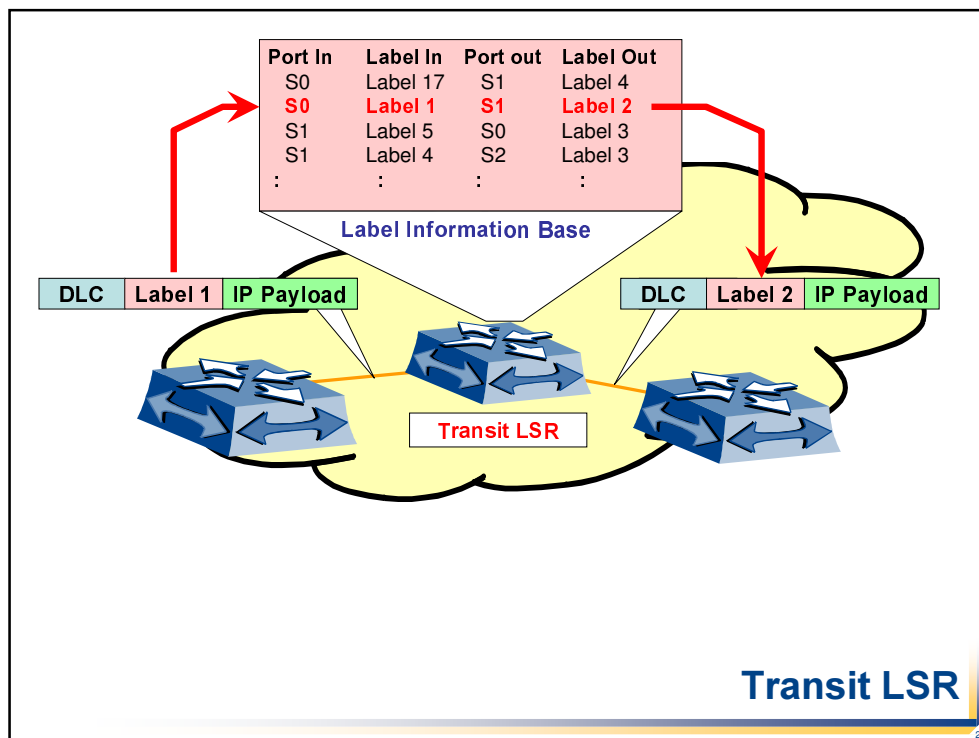 Port In Label In Port out Label Out
S0 Label 17 S1 Label 4
S0 Label 1 S1 Label 2
S1 Label 5 S0 Label 3
S1 Label 4 S2 Label 3
: : : :
Label Information Base
DLC Label 1 IP Payload
DLC Label 2 IP Payload
Transit LSR
Transit LSR